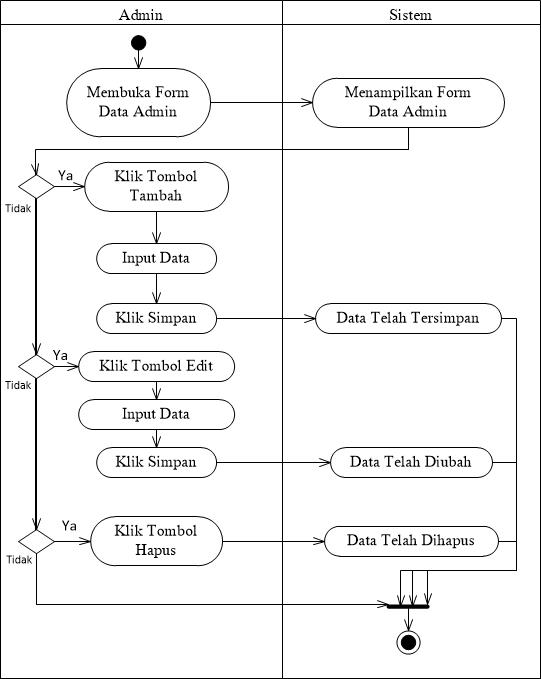 Admin
Sistem
Membuka Form
Data Admin
Menampilkan Form
Data Admin
Ya
Klik Tombol
Tambah
Tidak
Input Data
Klik Simpan
Data Telah Tersimpan
Ya
Klik Tombol Edit
Tidak
Input Data
Klik Simpan
Data Telah Diubah
Ya
Klik Tombol
Hapus
Data Telah Dihapus
Tidak